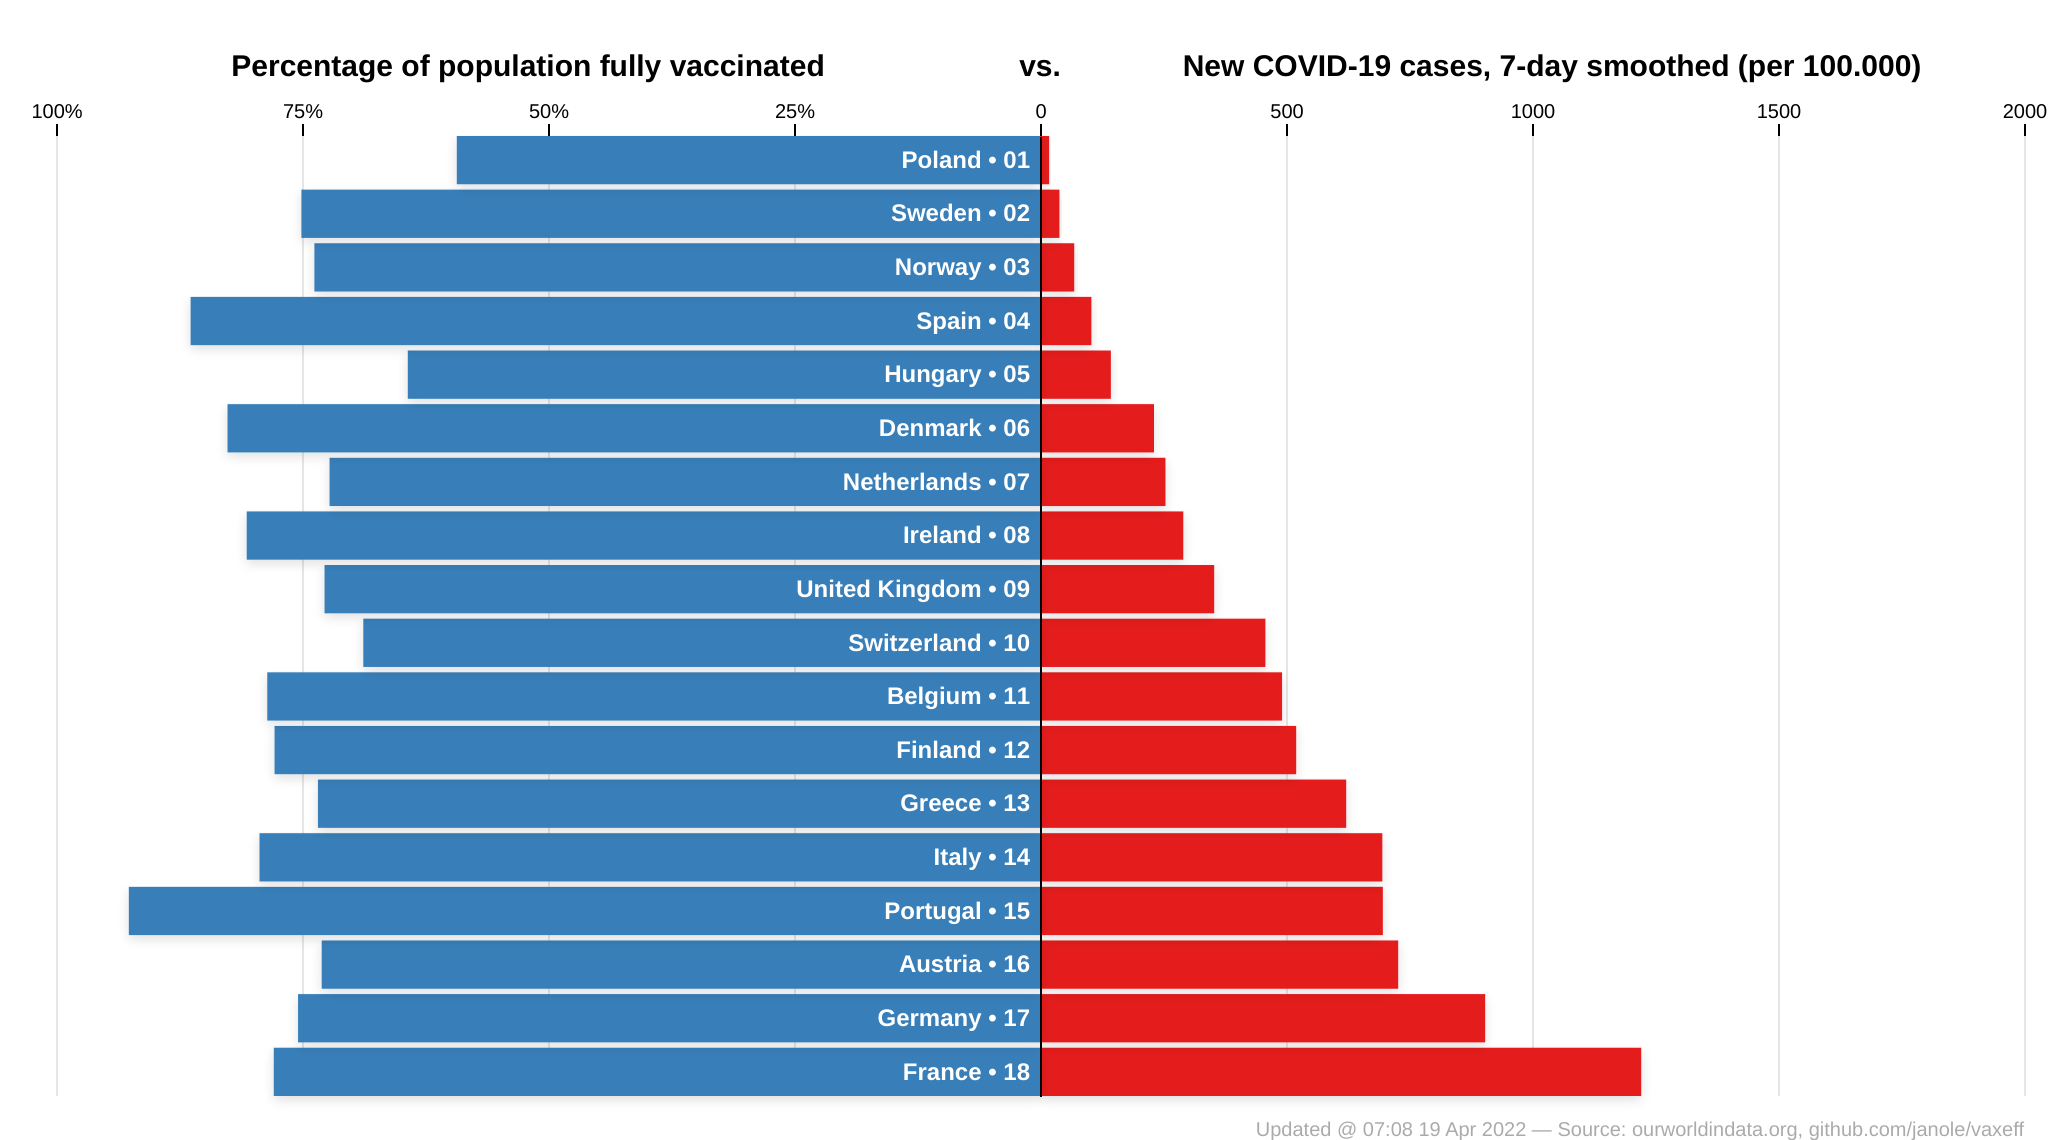 Percentage of population fully vaccinated vs. New COVID-19 cases, 7-day smoothed (per 100.000)
100% 75% 50% 25% 0 500 1000 1500 2000
Poland • 01
Sweden • 02
Norway • 03
Spain • 04
Hungary • 05
Denmark • 06
Netherlands • 07
Ireland • 08
United Kingdom • 09
Switzerland • 10
Belgium • 11
Finland • 12
Greece • 13
Italy • 14
Portugal • 15
Austria • 16
Germany • 17
France • 18
Updated @ 07:08 19 Apr 2022 — Source: ourworldindata.org, github.com/janole/vaxeff